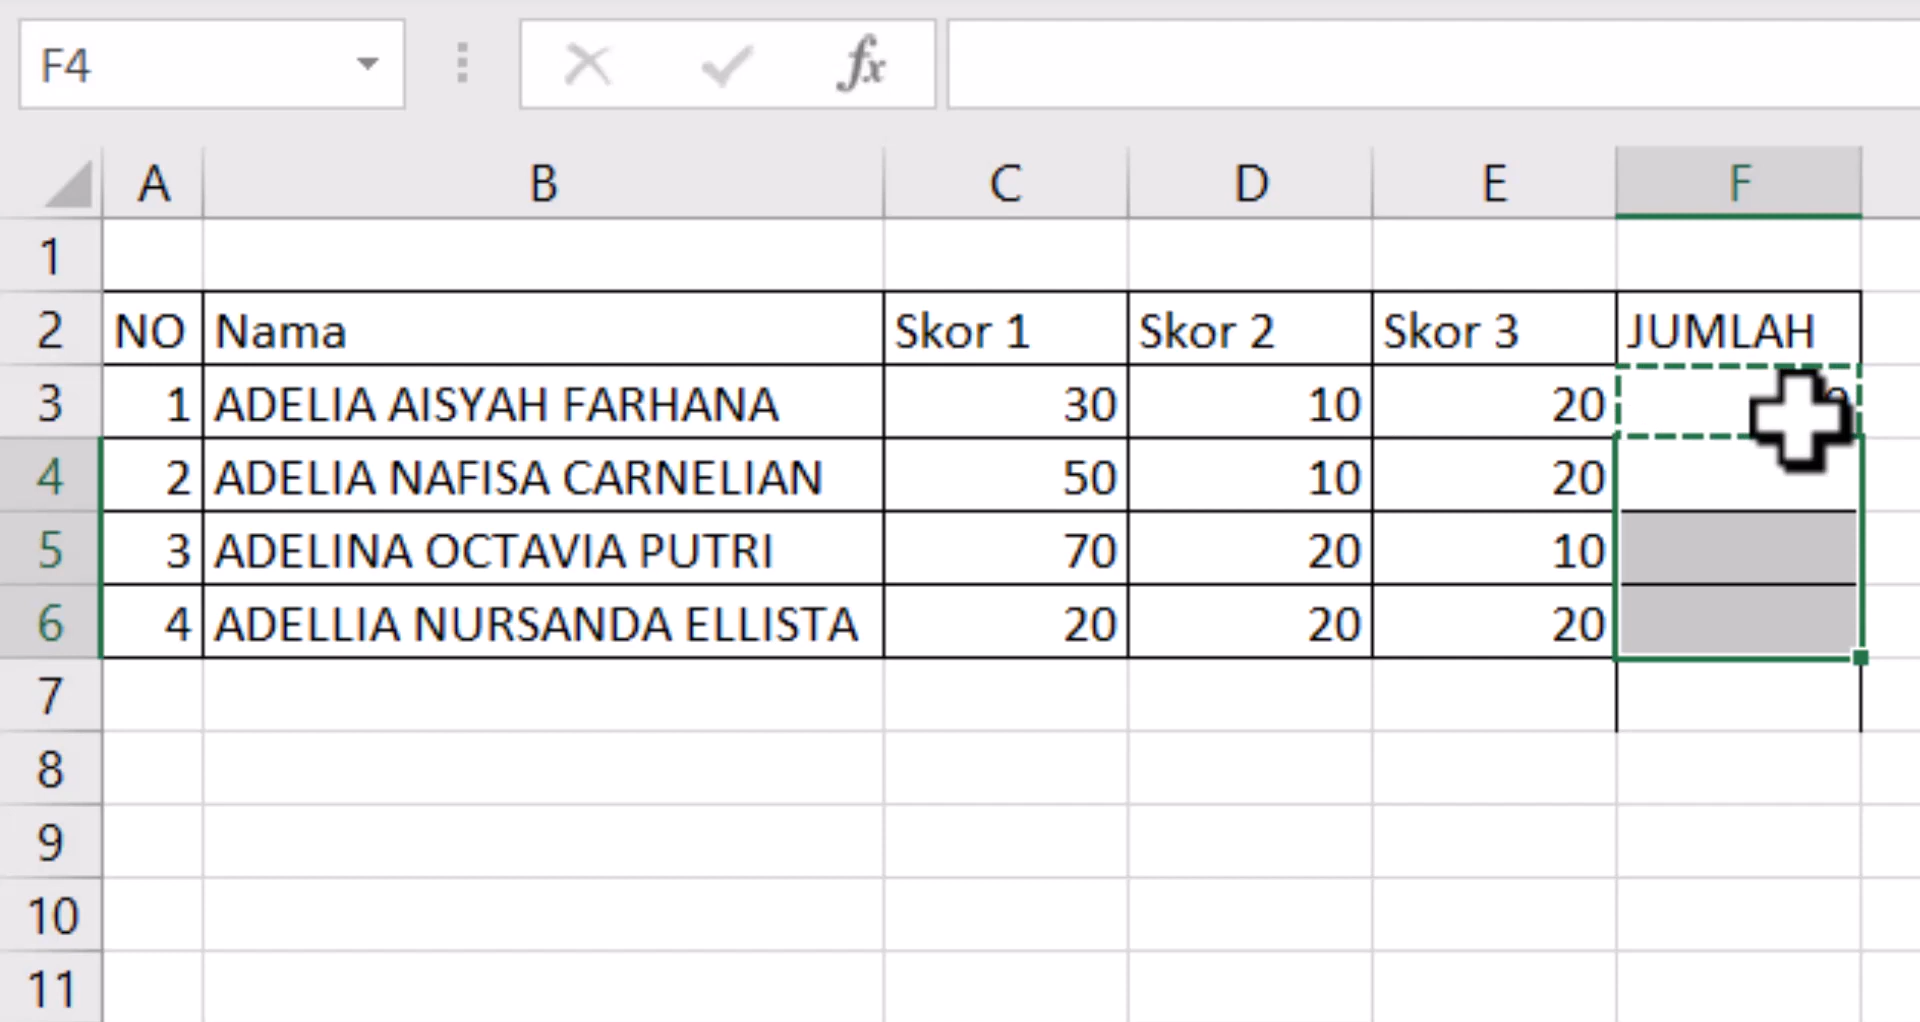 F4 fx
A B C D E F
1
2 NO Nama Skor 1 Skor 2 Skor 3 JUMLAH
3 1 ADELIA AISYAH FARHANA 30 10 20
4 2 ADELIA NAFISA CARNELIAN 50 10 20
5 3 ADELINA OCTAVIA PUTRI 70 20 10
6 4 ADELLIA NURSANDA ELLISTA 20 20 20
7
8
9
10
11